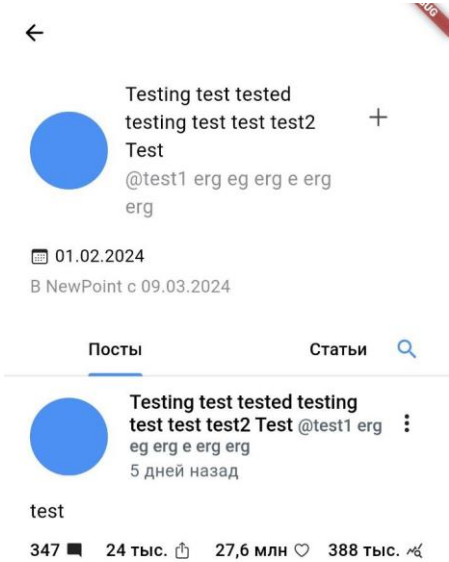 Testing test tested
testing test test test2
Test
@test1 erg eg erg e erg
erg
01.02.2024
В NewPoint с 09.03.2024
Посты Статьи
Testing test tested testing
test test test2 Test @test1 erg
eg erg e erg erg
5 дней назад
test
347 24 тыс. 27,6 млн 388 тыс.